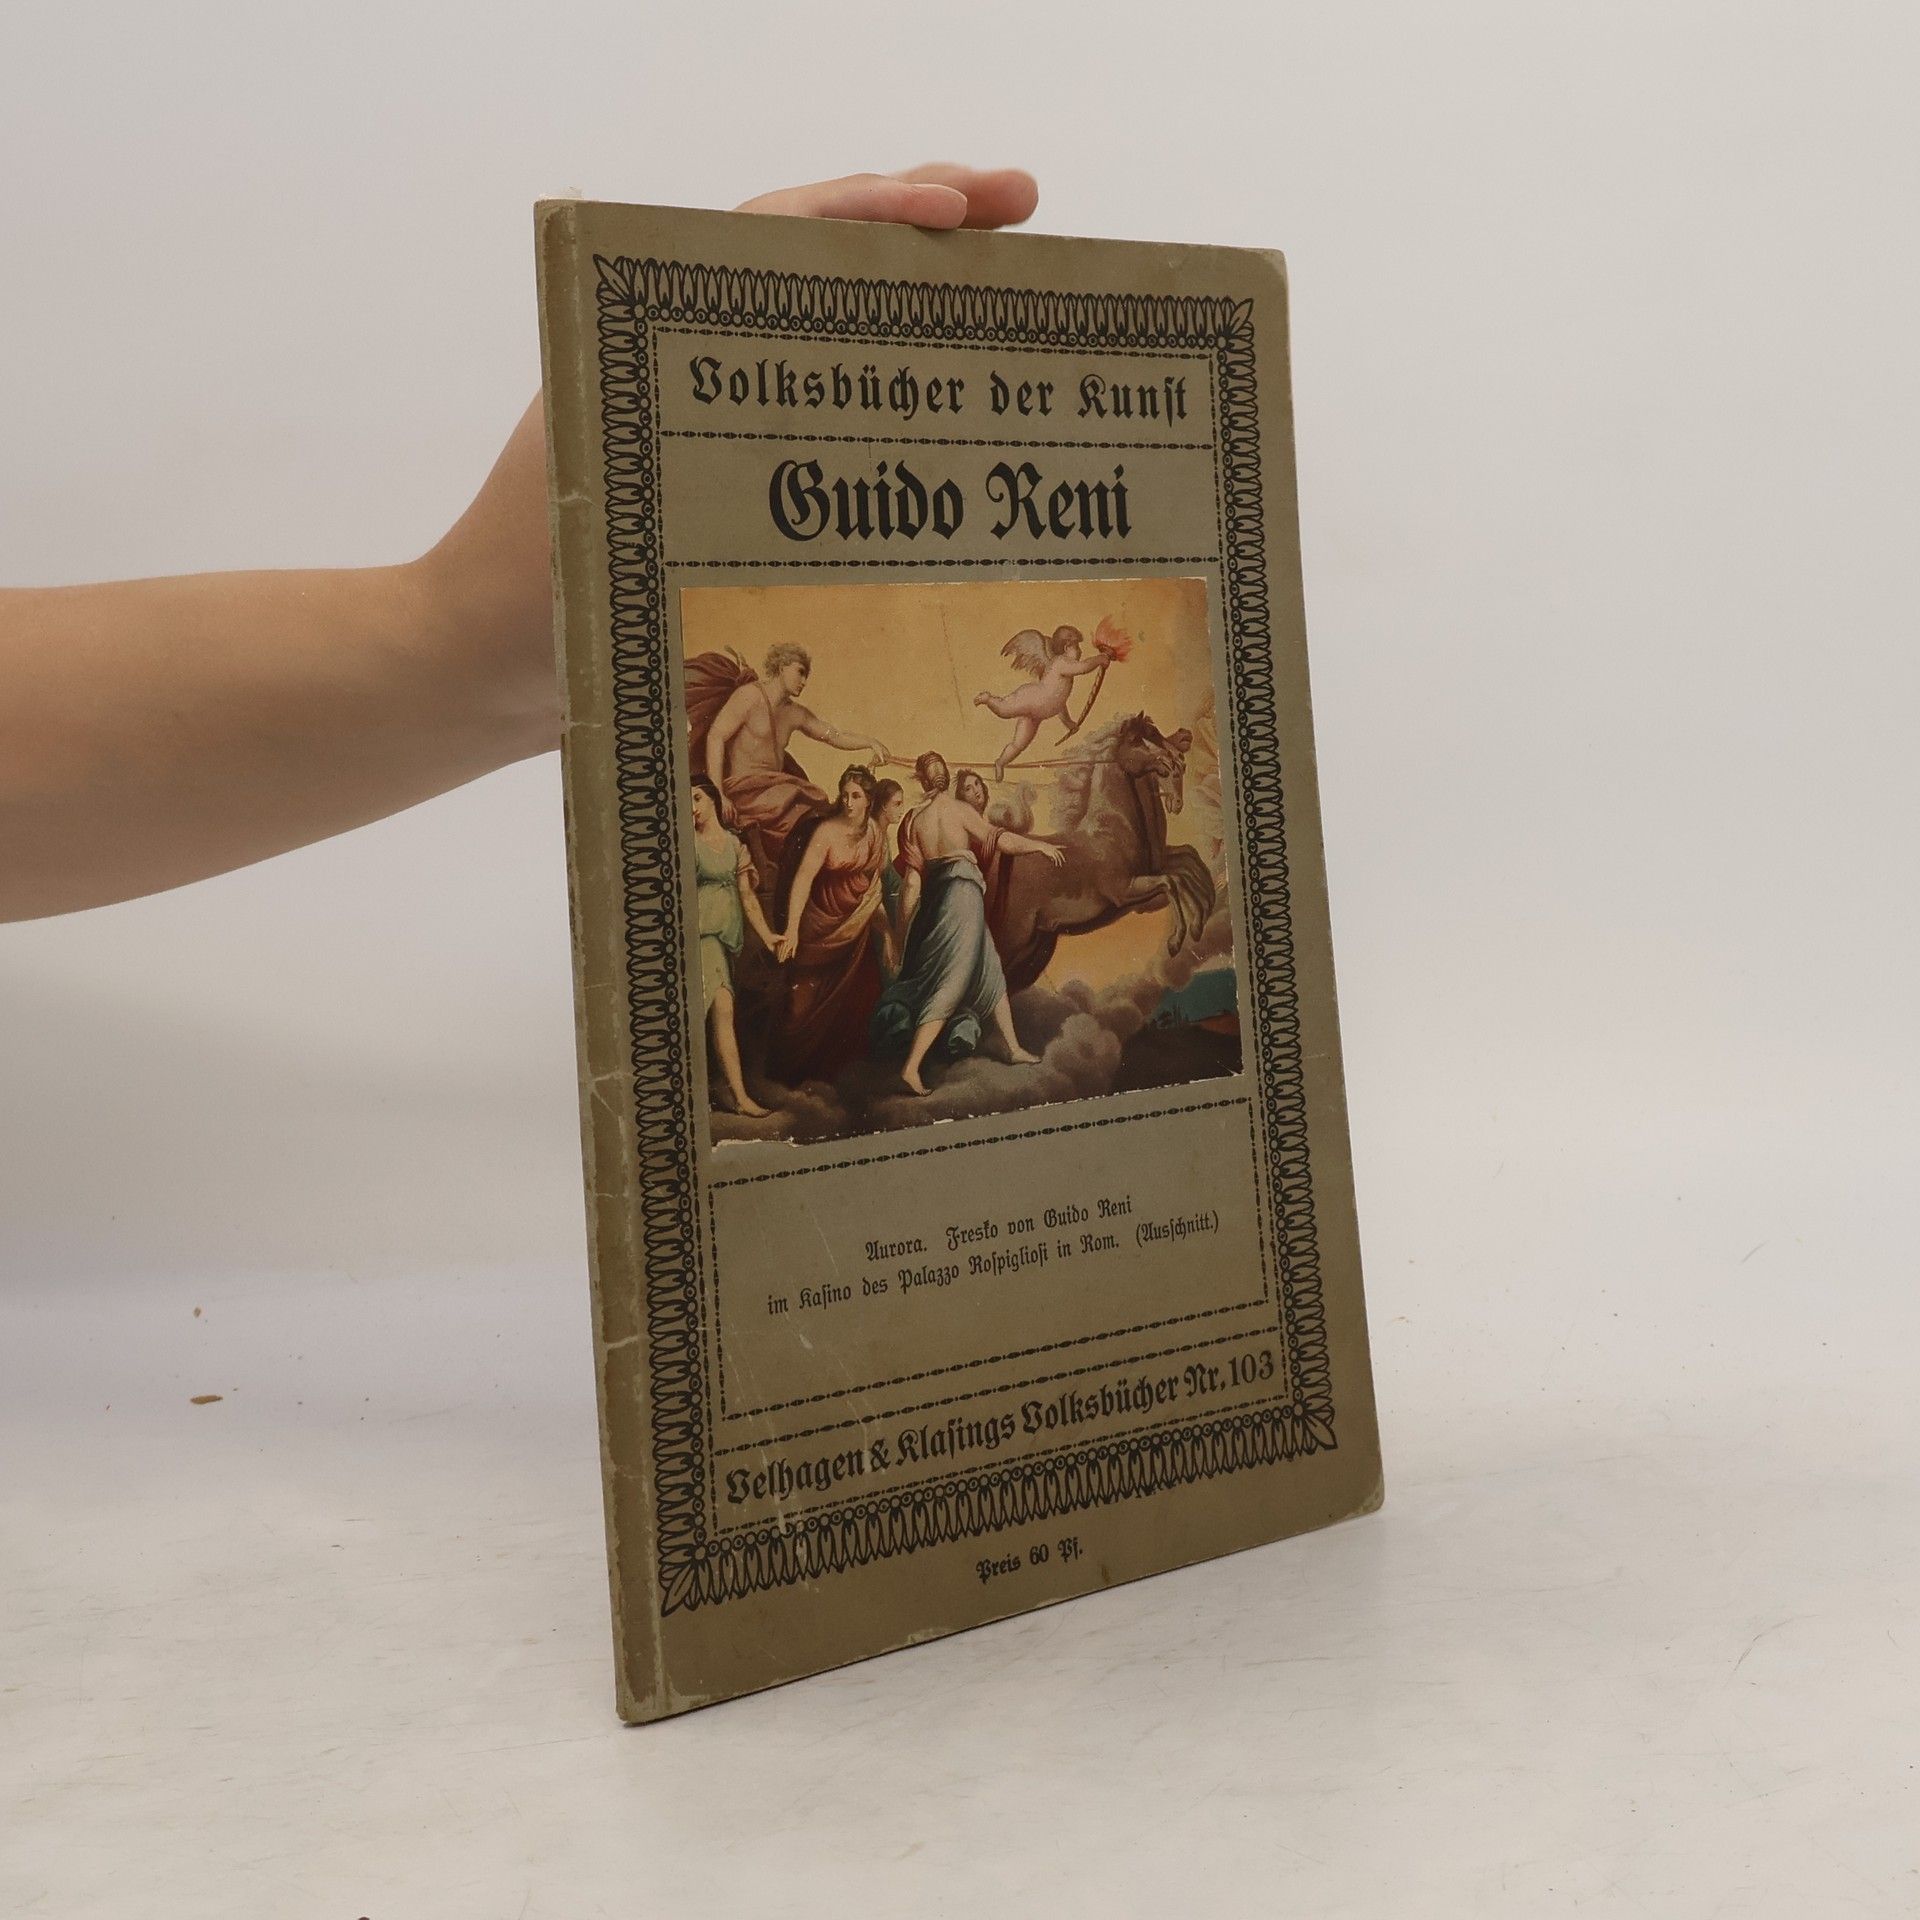 Volksbücher der Kunſt
Guido Reni
Aurora. Fresko von Guido Reni
im Kaſino des Palazzo Roſpiglioſi in Rom. (Ausſchnitt.)
Velhagen & Klaſings Volksbücher Nr. 103
Preis 60 Pf.